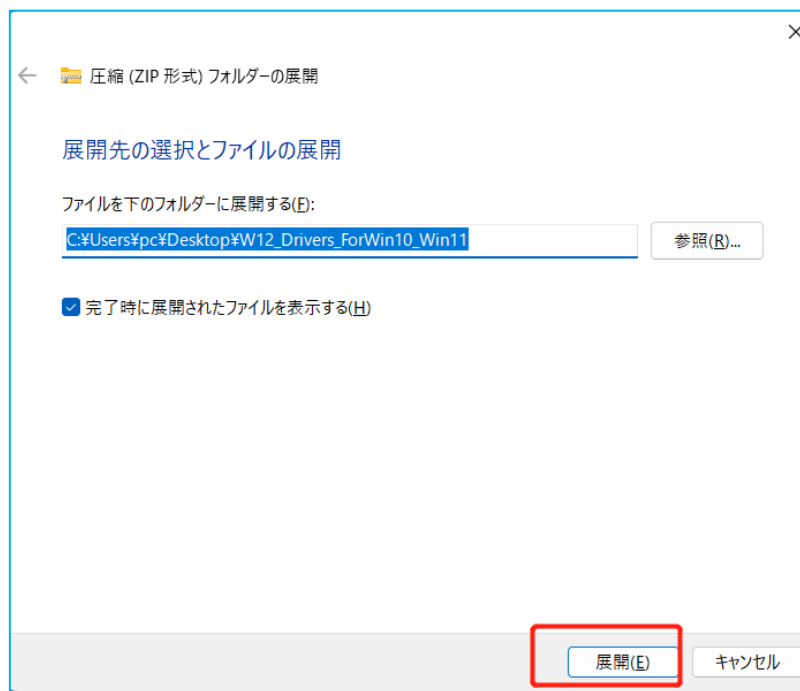 圧縮 (ZIP 形式) フォルダーの展開
展開先の選択とファイルの展開
ファイルを下のフォルダーに展開する(F):
C:¥Users¥pc¥Desktop¥W12_Drivers_ForWin10_Win11
参照(R)...
完了時に展開されたファイルを表示する(H)
展開(E)
キャンセル